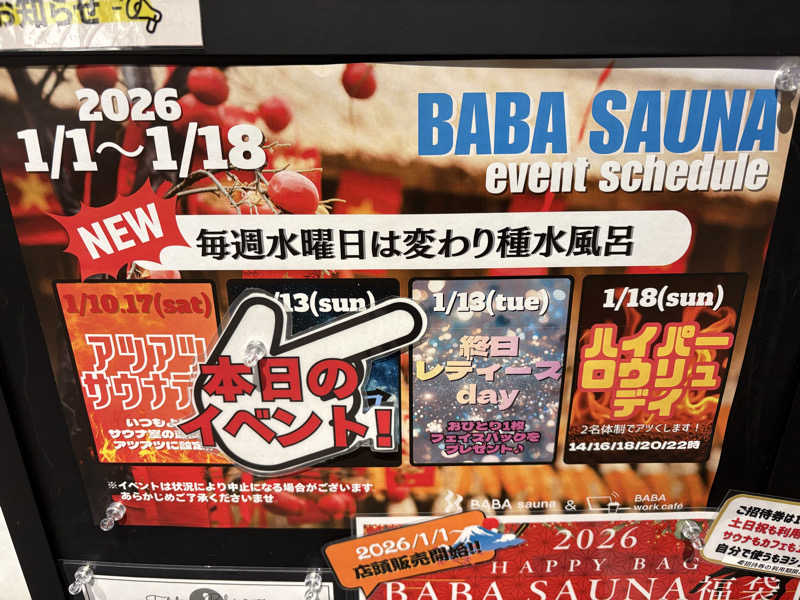 お知らせ
2026
1/1～1/18
BABA SAUNA
event schedule
NEW
毎週水曜日は変わり種水風呂
1/10.17(sat)
アツアツ
サウナデ
いつもよ
サウナ室の
アツアツに設定
13(sun)
本日の
イベント!
1/13(tue)
終日
レディース
day
おひとり1枚
フェイスパックを
プレゼント♪
1/18(sun)
ハイパー
ロウリュ
デイ
2名体制でアツくします!
14/16/18/20/22時
※イベントは状況により中止になる場合がございます
あらかじめご了承くださいませ
BABA sauna & BABA work café
2026/1/1~
店頭販売開始!!
2026
HAPPY BAG
BABA SAUNA福袋
ご招待券は1
土日祝も利用
サウナもカフェも
自分で使うもヨシ